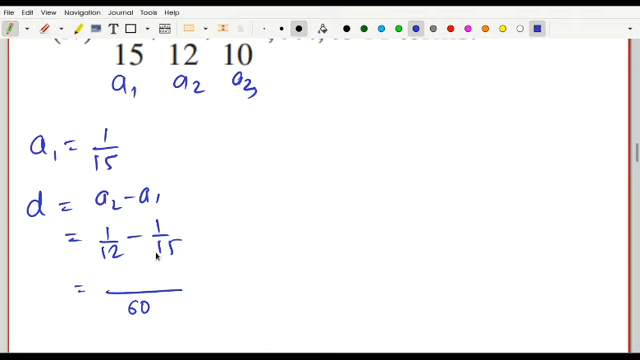 File Edit View Navigation Journal Tools Help
15 12 10
a₁ a₂ a₃
a₁ = 1/15
d = a₂ − a₁
= 1/12 − 1/15
= /60